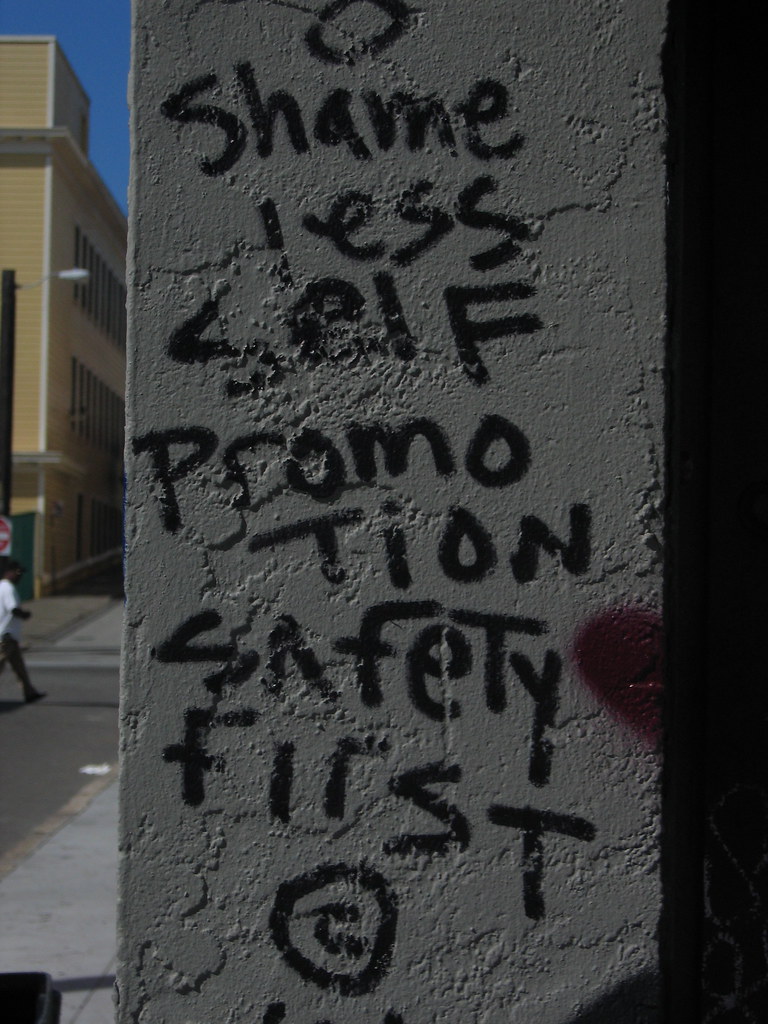 Shame
less
Self
Promo
TION
SAFETy
First
©